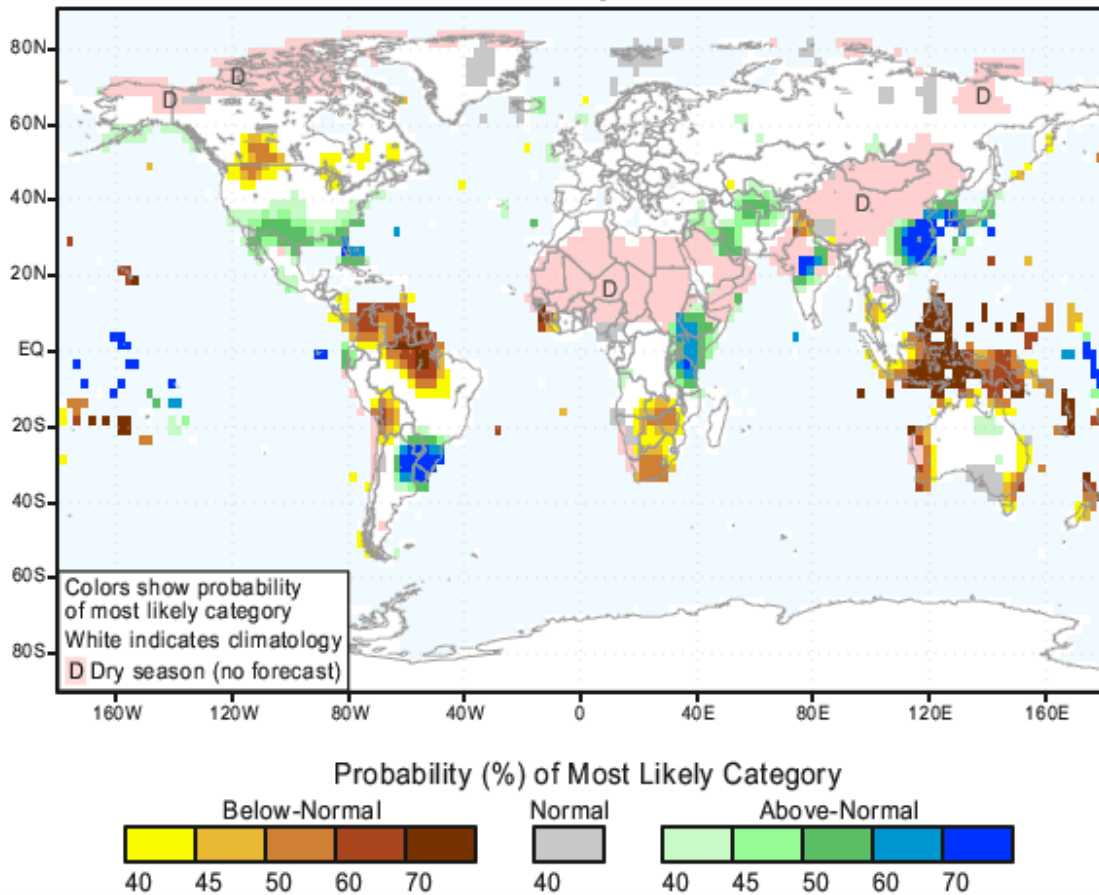 80N
60N
40N
20N
EQ
20S
40S
60S
80S
D
D
D
D
D
Colors show probability
of most likely category
White indicates climatology
D Dry season (no forecast)
160W 120W 80W 40W 0 40E 80E 120E 160E
Probability (%) of Most Likely Category
Below-Normal Normal Above-Normal
40 45 50 60 70 40 40 45 50 60 70